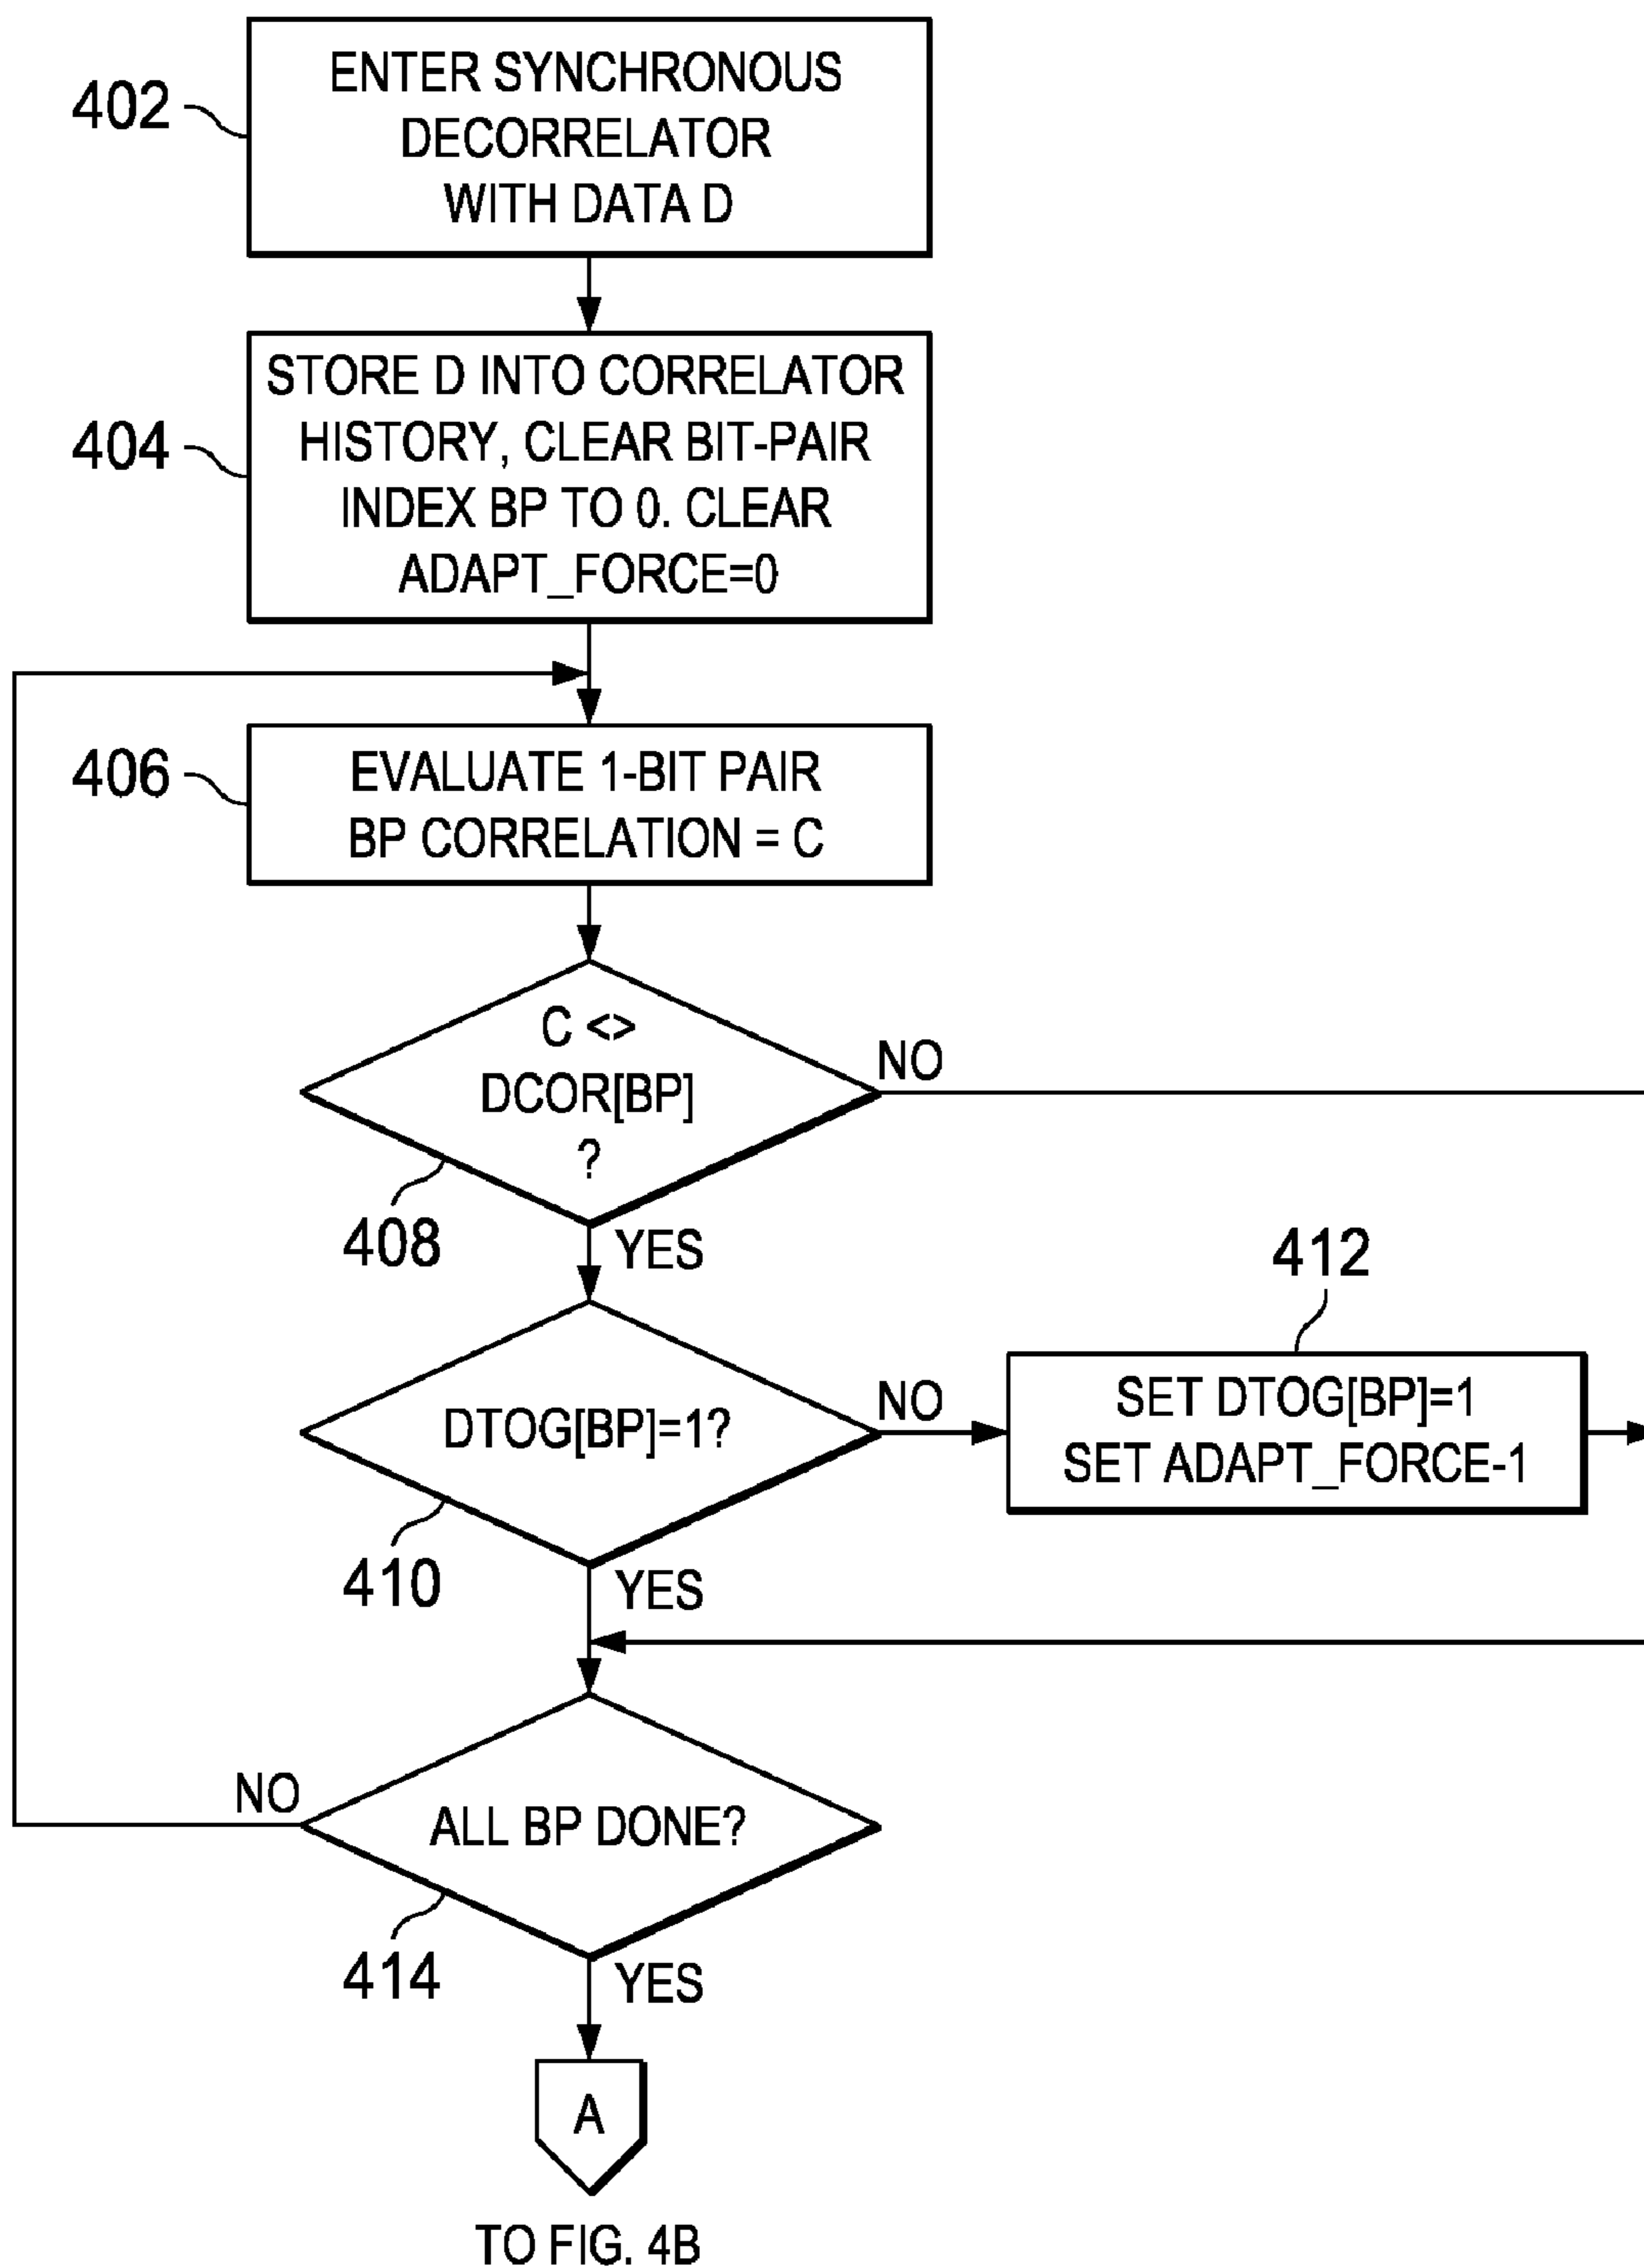 402
ENTER SYNCHRONOUS
DECORRELATOR
WITH DATA D
404
STORE D INTO CORRELATOR
HISTORY, CLEAR BIT-PAIR
INDEX BP TO 0. CLEAR
ADAPT_FORCE=0
406
EVALUATE 1-BIT PAIR
BP CORRELATION = C
C <>
DCOR[BP]
?
NO
408
YES
412
DTOG[BP]=1?
NO
SET DTOG[BP]=1
SET ADAPT_FORCE-1
410
YES
NO
ALL BP DONE?
414
YES
A
TO FIG. 4B